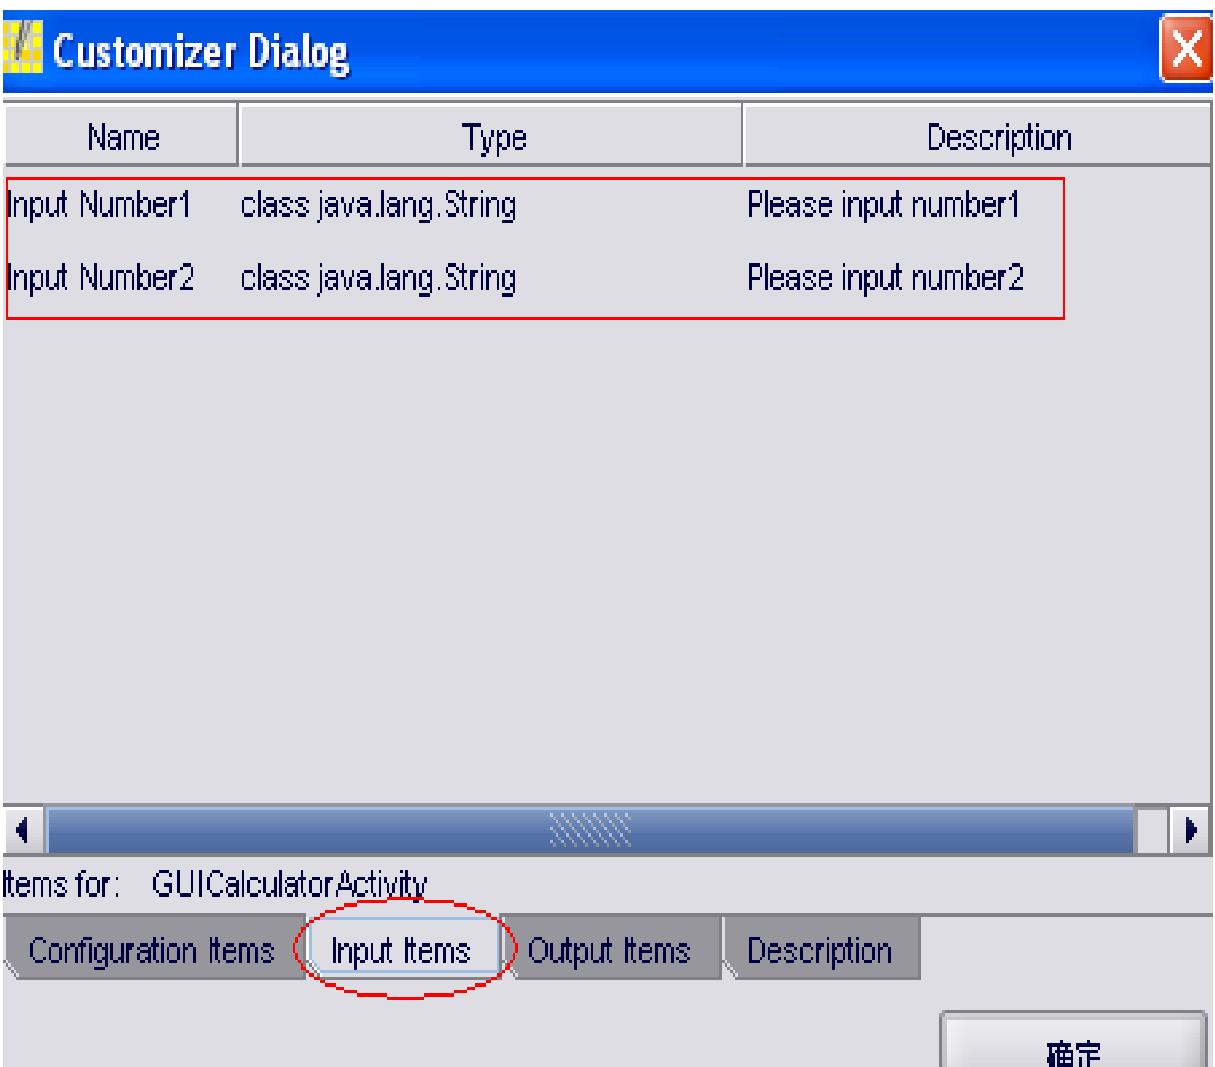 Customizer Dialog
Name Type Description
Input Number1 class java.lang.String Please input number1
Input Number2 class java.lang.String Please input number2
Items for: GUICalculatorActivity
Configuration Items Input Items Output Items Description
确定